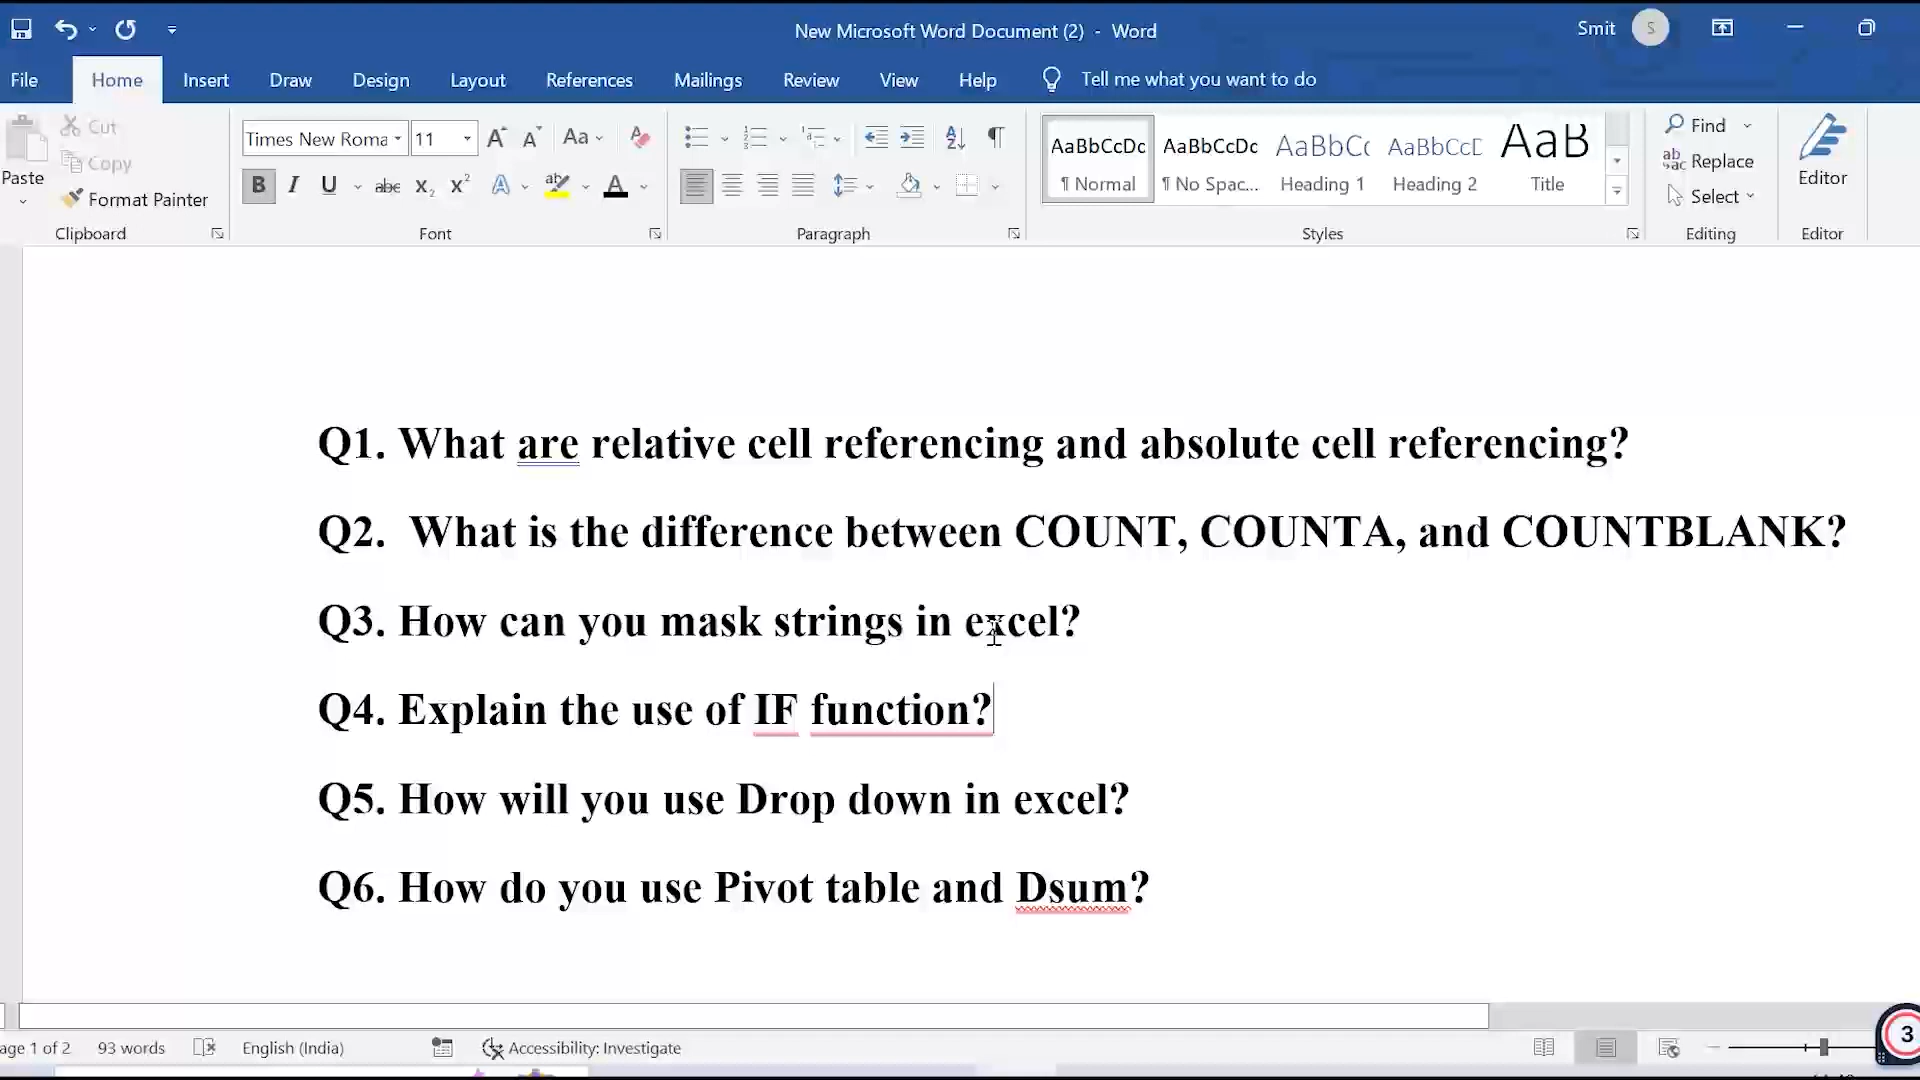 New Microsoft Word Document (2) - Word
Smit S
File Home Insert Draw Design Layout References Mailings Review View Help Tell me what you want to do
Paste
Cut
Copy
Format Painter
Clipboard
Times New Roma 11
Aa
B I U abc X₂ X² A ab A
Font
Paragraph
AaBbCcDc AaBbCcDc AaBbCc AaBbCcD AaB
¶ Normal ¶ No Spac... Heading 1 Heading 2 Title
Styles
Find
Replace
Select
Editing
Editor
Editor
Q1. What are relative cell referencing and absolute cell referencing?
Q2. What is the difference between COUNT, COUNTA, and COUNTBLANK?
Q3. How can you mask strings in excel?
Q4. Explain the use of IF function?
Q5. How will you use Drop down in excel?
Q6. How do you use Pivot table and Dsum?
age 1 of 2 93 words English (India) Accessibility: Investigate
3